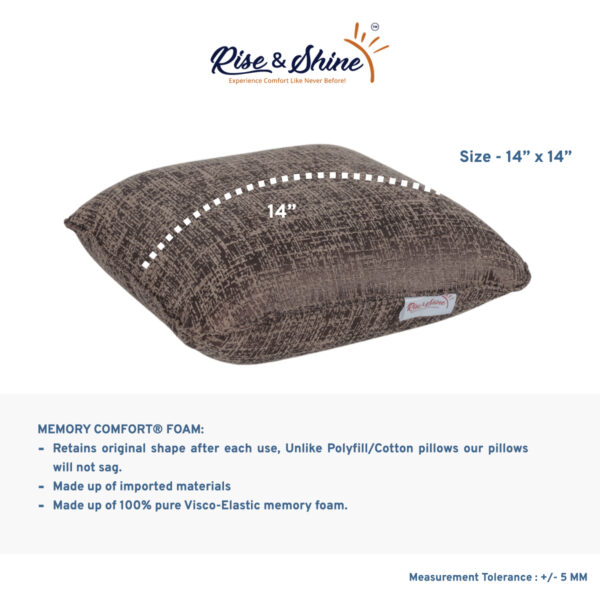 Rise & Shine
TM
Experience Comfort Like Never Before!
Size - 14” x 14”
14”
Rise & Shine
MEMORY COMFORT® FOAM:
- Retains original shape after each use, Unlike Polyfill/Cotton pillows our pillows
will not sag.
- Made up of imported materials
- Made up of 100% pure Visco-Elastic memory foam.
Measurement Tolerance : +/- 5 MM